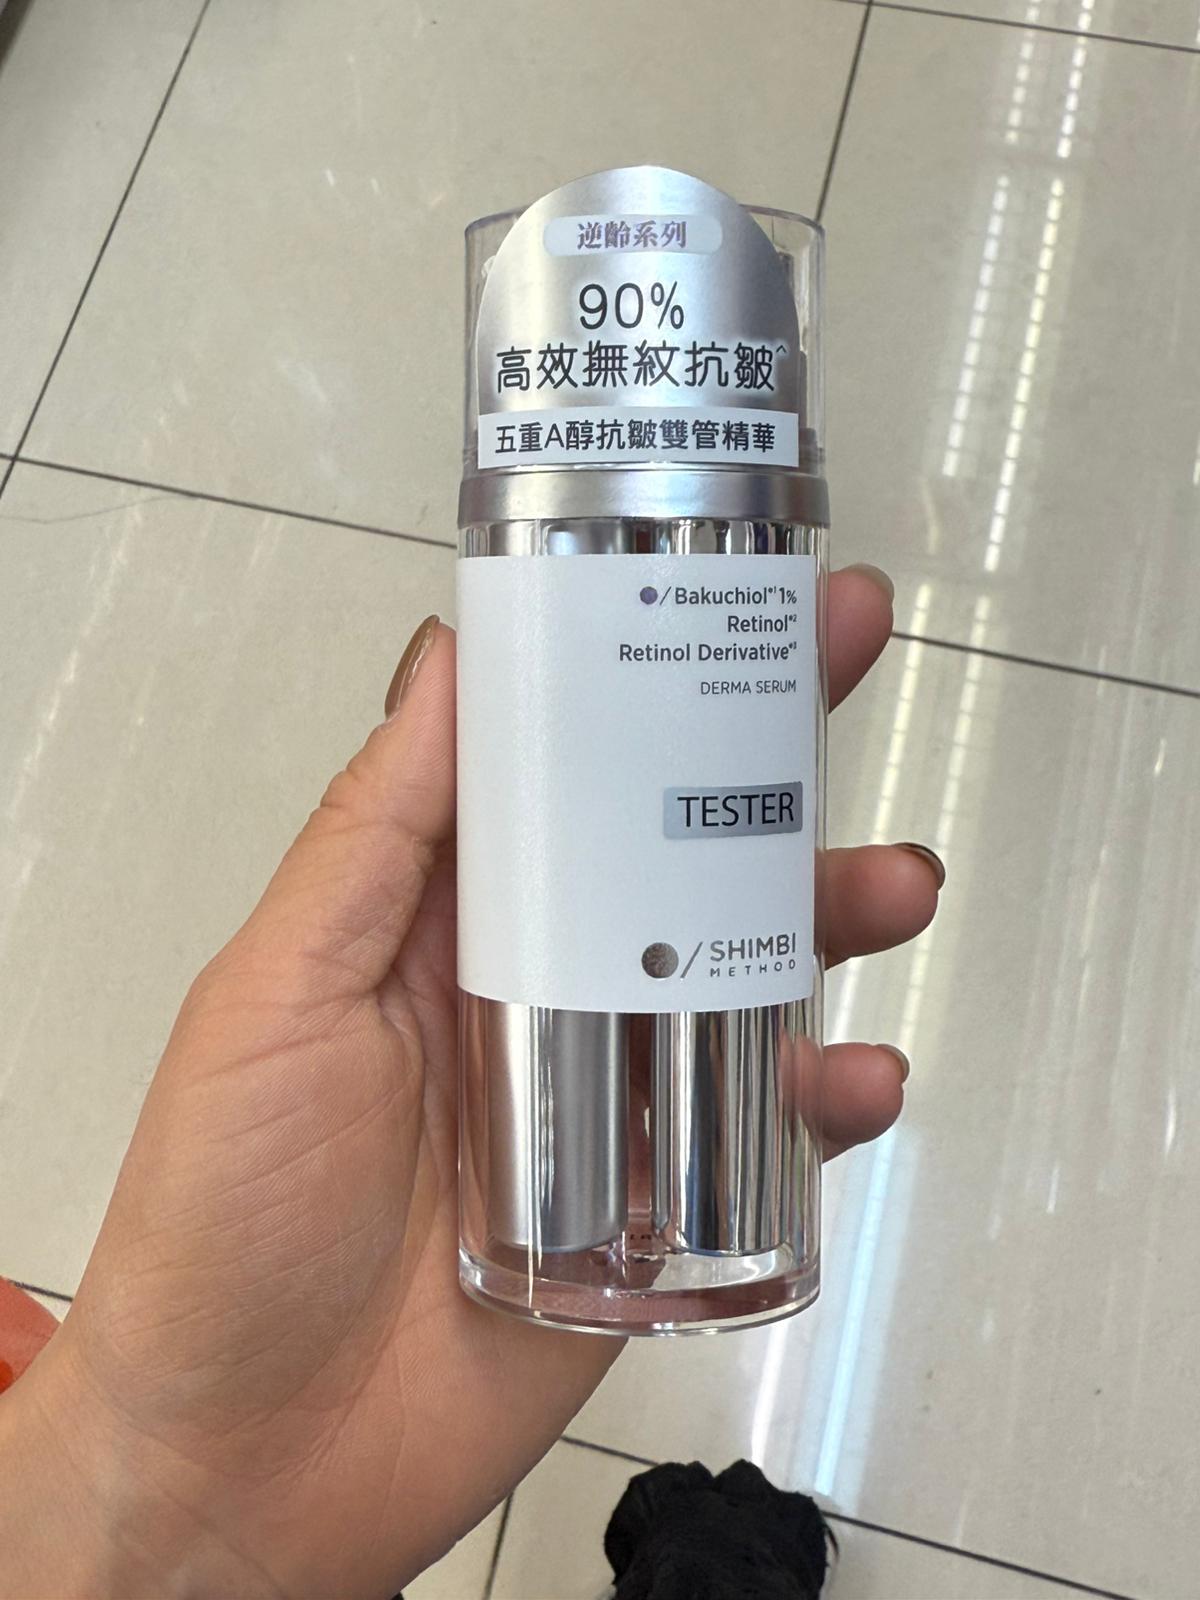 逆齡系列
90%
高效撫紋抗皺^
五重A醇抗皺雙管精華
/Bakuchiol*¹ 1%
Retinol*²
Retinol Derivative*³
DERMA SERUM
TESTER
/SHIMBI
METHOD